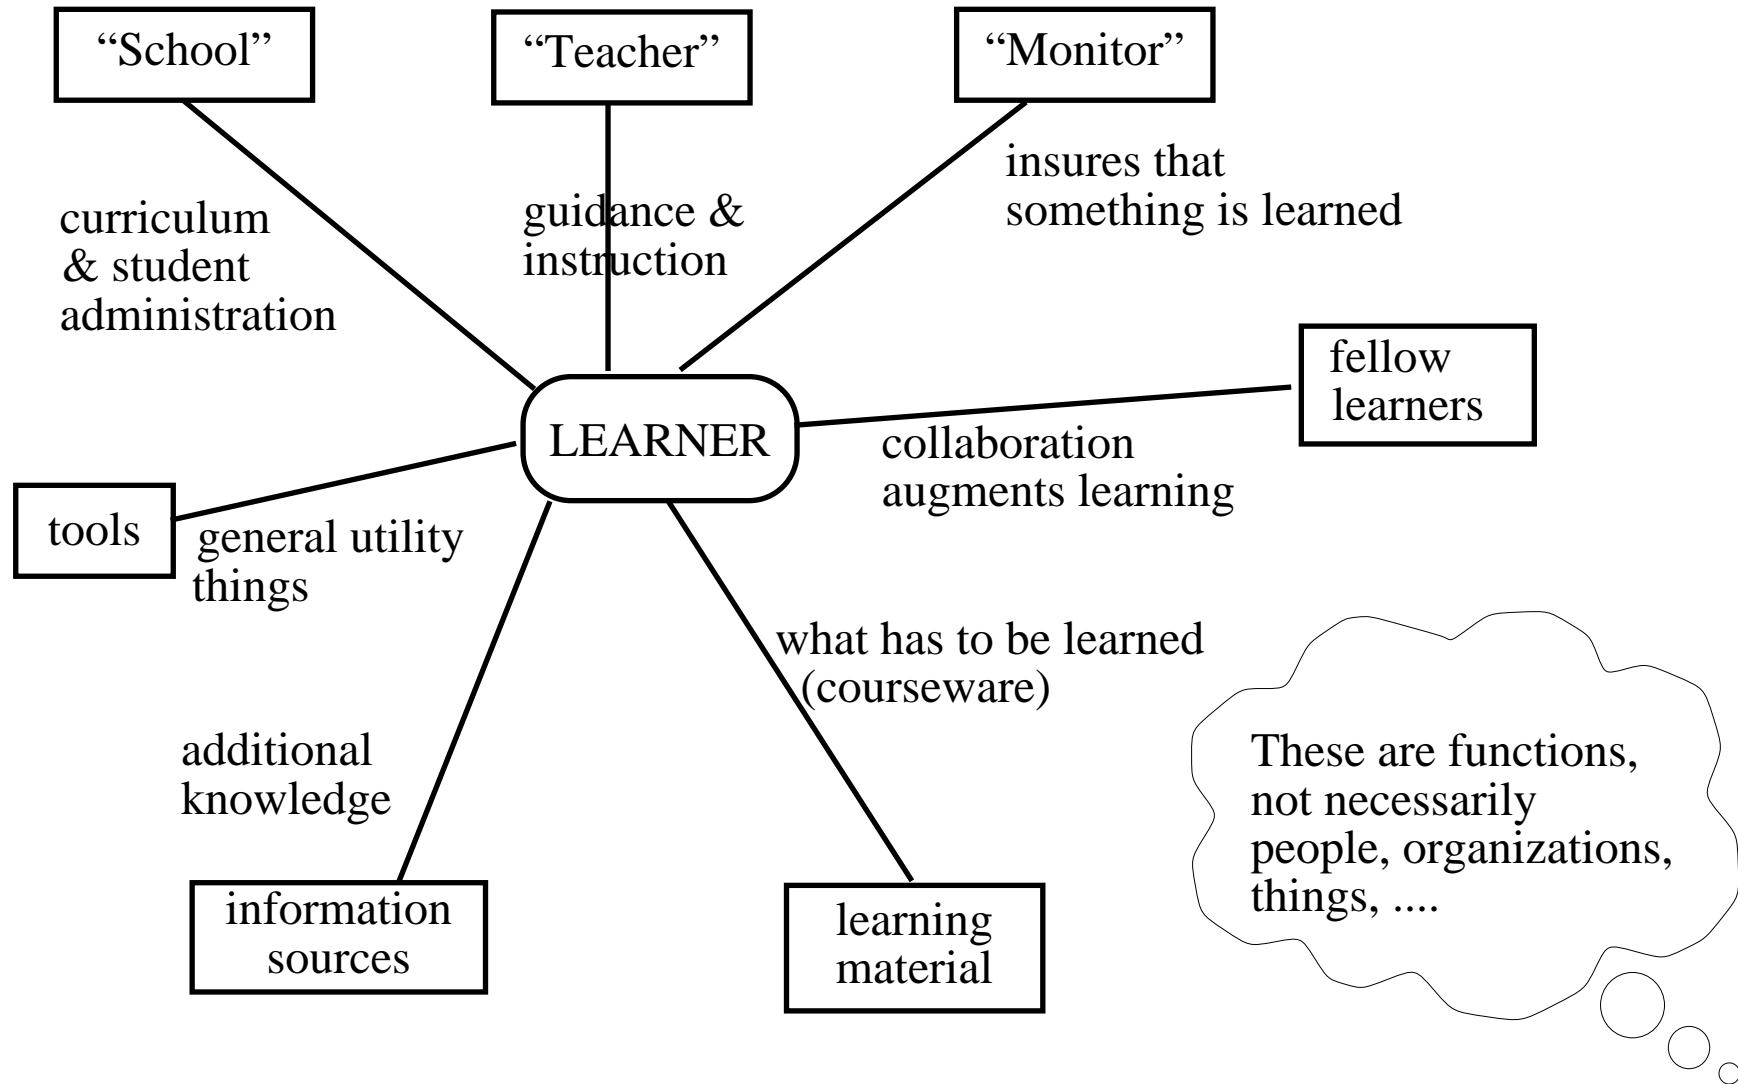 “School”
“Teacher”
“Monitor”
insures that
something is learned
curriculum
& student
administration
guidance &
instruction
fellow
learners
LEARNER
collaboration
augments learning
tools
general utility
things
what has to be learned
(courseware)
additional
knowledge
These are functions,
not necessarily
people, organizations,
things, ....
information
sources
learning
material